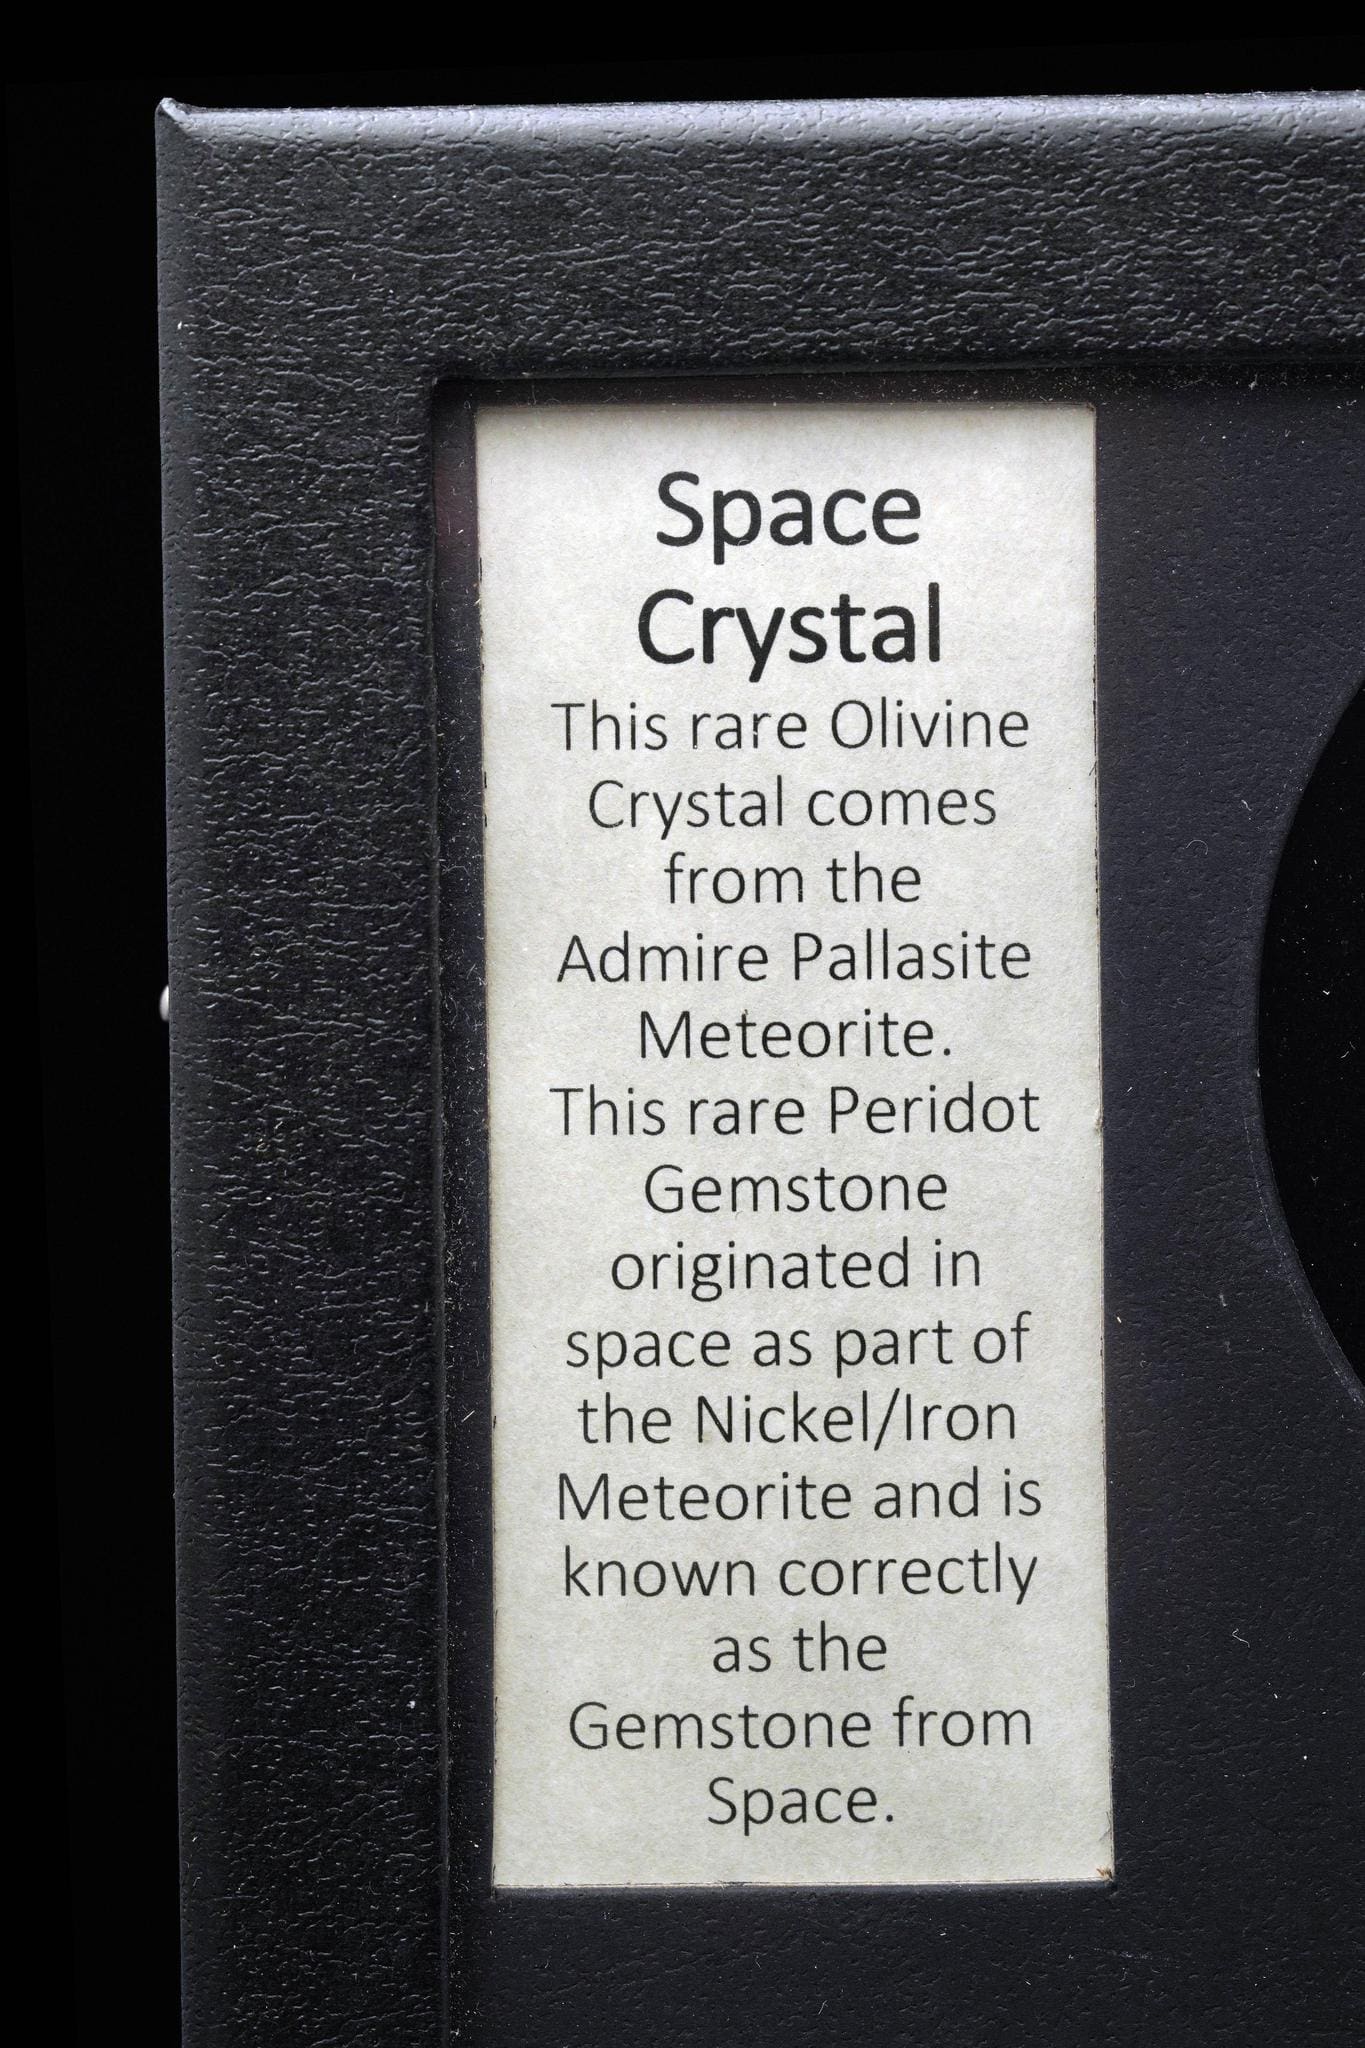 Space
Crystal
This rare Olivine
Crystal comes
from the
Admire Pallasite
Meteorite.
This rare Peridot
Gemstone
originated in
space as part of
the Nickel/Iron
Meteorite and is
known correctly
as the
Gemstone from
Space.